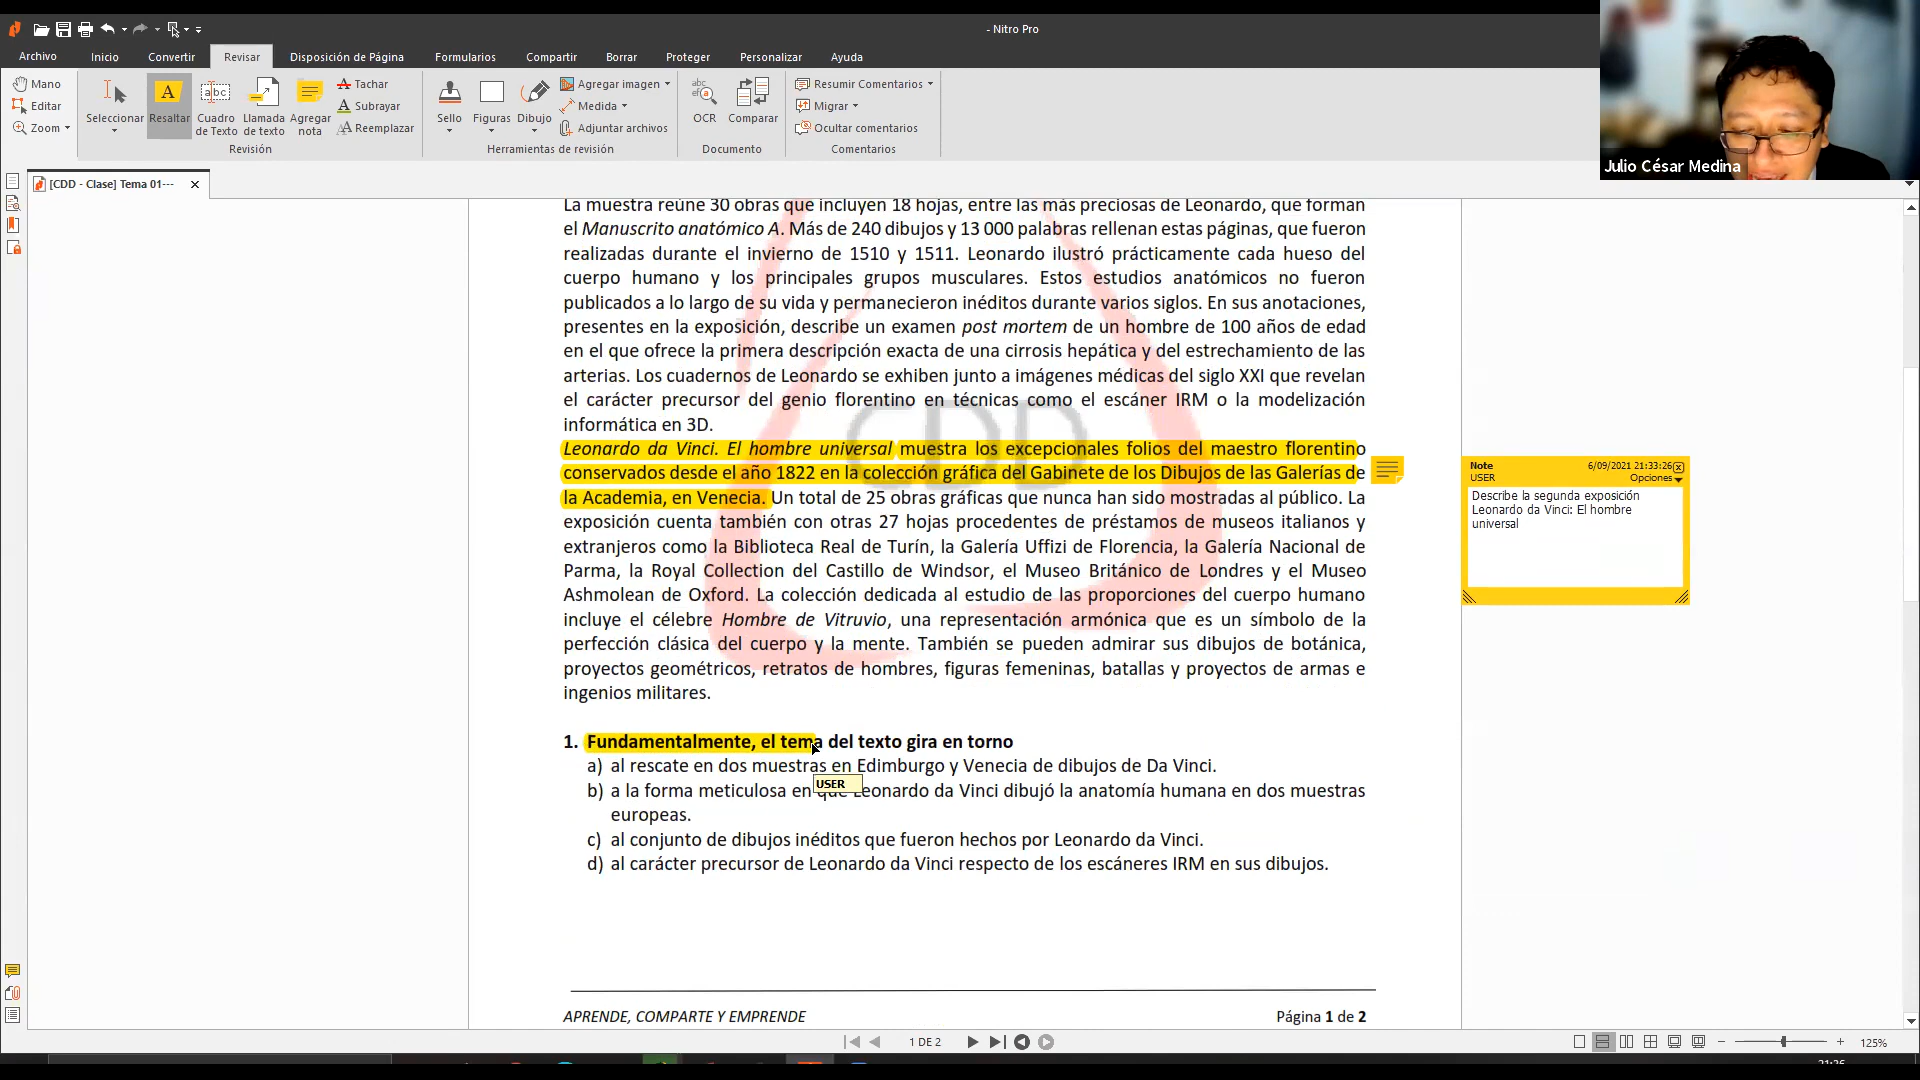 - Nitro Pro
Archivo Inicio Convertir Revisar Disposición de Página Formularios Compartir Borrar Proteger Personalizar Ayuda
Mano
Editar
Zoom
Seleccionar
A
Resaltar
abc
Cuadro
de Texto
Llamada
de texto
Agregar
nota
Tachar
Subrayar
Reemplazar
Revisión
Sello
Figuras
Dibujo
Agregar imagen
Medida
Adjuntar archivos
Herramientas de revisión
OCR
Comparar
Documento
Resumir Comentarios
Migrar
Ocultar comentarios
Comentarios
Julio César Medina
[CDD - Clase] Tema 01---
La muestra reúne 30 obras que incluyen 18 hojas, entre las más preciosas de Leonardo, que forman
el Manuscrito anatómico A. Más de 240 dibujos y 13 000 palabras rellenan estas páginas, que fueron
realizadas durante el invierno de 1510 y 1511. Leonardo ilustró prácticamente cada hueso del
cuerpo humano y los principales grupos musculares. Estos estudios anatómicos no fueron
publicados a lo largo de su vida y permanecieron inéditos durante varios siglos. En sus anotaciones,
presentes en la exposición, describe un examen post mortem de un hombre de 100 años de edad
en el que ofrece la primera descripción exacta de una cirrosis hepática y del estrechamiento de las
arterias. Los cuadernos de Leonardo se exhiben junto a imágenes médicas del siglo XXI que revelan
el carácter precursor del genio florentino en técnicas como el escáner IRM o la modelización
informática en 3D.
CDD
Leonardo da Vinci. El hombre universal muestra los excepcionales folios del maestro florentino
conservados desde el año 1822 en la colección gráfica del Gabinete de los Dibujos de las Galerías de
la Academia, en Venecia. Un total de 25 obras gráficas que nunca han sido mostradas al público. La
exposición cuenta también con otras 27 hojas procedentes de préstamos de museos italianos y
extranjeros como la Biblioteca Real de Turín, la Galería Uffizi de Florencia, la Galería Nacional de
Parma, la Royal Collection del Castillo de Windsor, el Museo Británico de Londres y el Museo
Ashmolean de Oxford. La colección dedicada al estudio de las proporciones del cuerpo humano
incluye el célebre Hombre de Vitruvio, una representación armónica que es un símbolo de la
perfección clásica del cuerpo y la mente. También se pueden admirar sus dibujos de botánica,
proyectos geométricos, retratos de hombres, figuras femeninas, batallas y proyectos de armas e
ingenios militares.
Note 6/09/2021 21:33:26
USER Opciones
Describe la segunda exposición
Leonardo da Vinci: El hombre
universal
1. Fundamentalmente, el tema del texto gira en torno
a) al rescate en dos muestras en Edimburgo y Venecia de dibujos de Da Vinci.
USER
b) a la forma meticulosa en que Leonardo da Vinci dibujó la anatomía humana en dos muestras
europeas.
c) al conjunto de dibujos inéditos que fueron hechos por Leonardo da Vinci.
d) al carácter precursor de Leonardo da Vinci respecto de los escáneres IRM en sus dibujos.
APRENDE, COMPARTE Y EMPRENDE Página 1 de 2
1 DE 2
125%